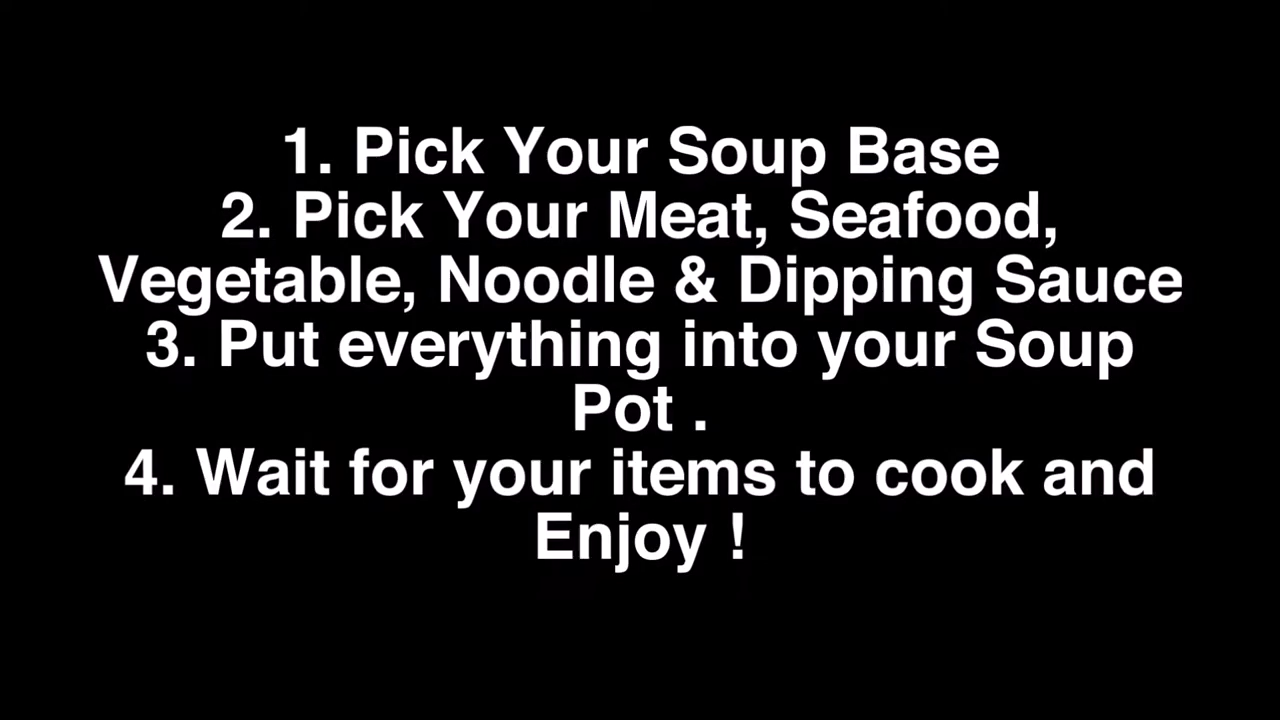 1. Pick Your Soup Base
2. Pick Your Meat, Seafood,
Vegetable, Noodle & Dipping Sauce
3. Put everything into your Soup
Pot .
4. Wait for your items to cook and
Enjoy !